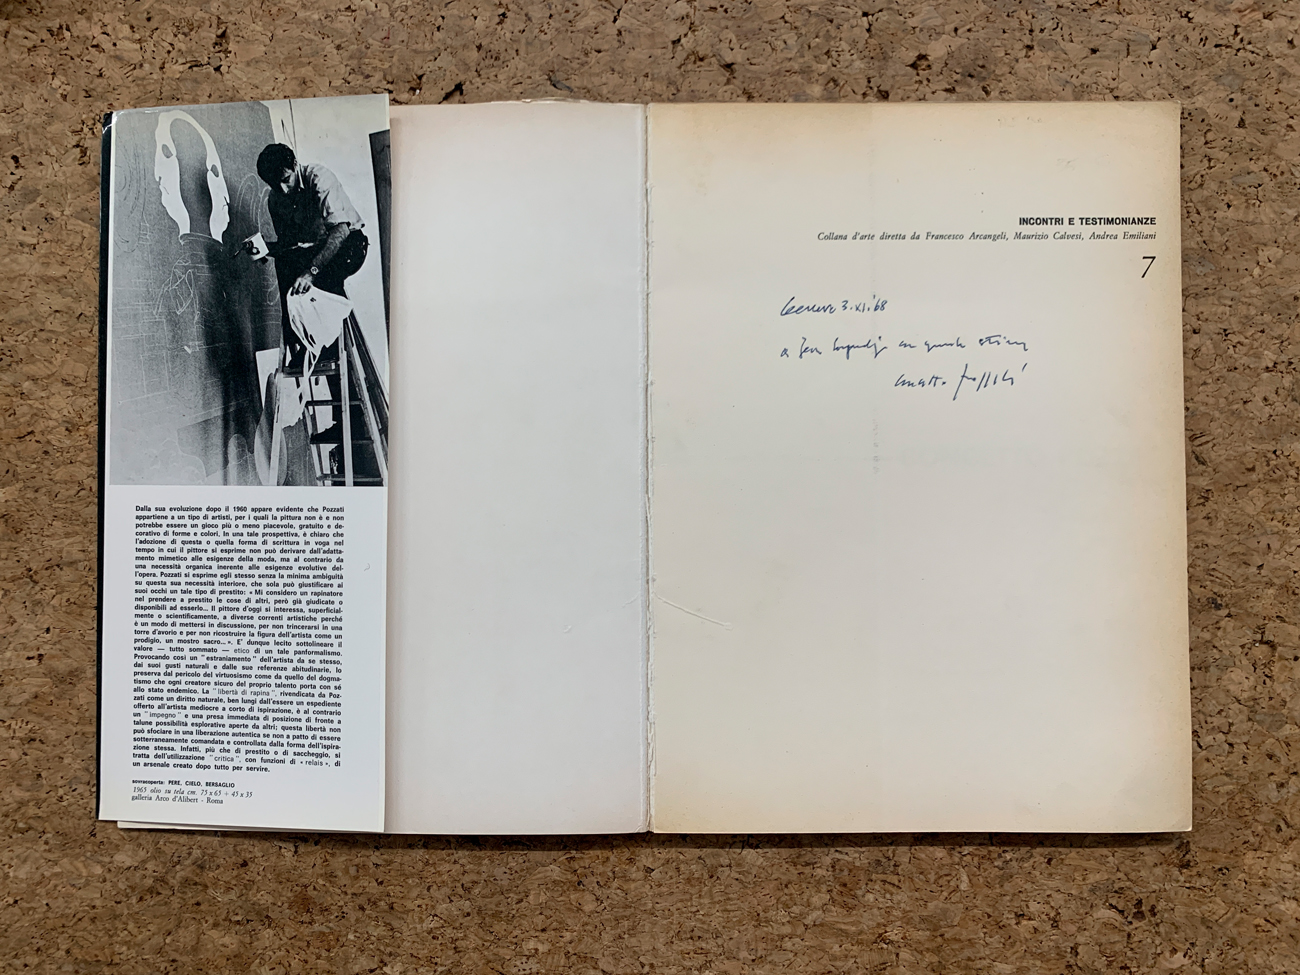 Dalla sua evoluzione dopo il 1960 appare evidente che Pozzati
appartiene a un tipo di artisti, per i quali la pittura non è e non
potrebbe essere un gioco più o meno piacevole, gratuito e de-
corativo di forme e colori. In una tale prospettiva, è chiaro che
l'adozione di questa o quella forma di scrittura in voga nel
tempo in cui il pittore si esprime non può derivare dall'adatta-
mento mimetico alle esigenze della moda, ma al contrario da
una necessità organica inerente alle esigenze evolutive del-
l'opera. Pozzati si esprime egli stesso senza la minima ambiguità
su questa sua necessità interiore, che sola può giustificare ai
suoi occhi un tale tipo di prestito: « Mi considero un rapinatore
nel prendere a prestito le cose di altri, però già giudicate o
disponibili ad esserlo... Il pittore d'oggi si interessa, superficial-
mente o scientificamente, a diverse correnti artistiche perché
è un modo di mettersi in discussione, per non trincerarsi in una
torre d'avorio e per non ricostruire la figura dell'artista come un
prodigio, un mostro sacro... ». E' dunque lecito sottolineare il
valore — tutto sommato — etico di un tale panformalismo.
Provocando così un "estraniamento" dell'artista da se stesso,
dai suoi gusti naturali e dalle sue referenze abitudinarie, lo
preserva dal pericolo del virtuosismo come da quello del dogma-
tismo che ogni creatore sicuro del proprio talento porta con sé
allo stato endemico. La "libertà di rapina", rivendicata da Poz-
zati come un diritto naturale, ben lungi dall'essere un espediente
offerto all'artista mediocre a corto di ispirazione, è al contrario
un "impegno" e una presa immediata di posizione di fronte a
talune possibilità esplorative aperte da altri; questa libertà non
può sfociare in una liberazione autentica se non a patto di essere
sotterraneamente comandata e controllata dalla forma dell'ispira-
zione stessa. Infatti, più che di prestito o di saccheggio, si
tratta dell'utilizzazione "critica", con funzioni di « relais », di
un arsenale creato dopo tutto per servire.
sovraccoperta: PERE, CIELO, BERSAGLIO
1965 olio su tela cm. 75 x 65 + 45 x 35
galleria Arco d'Alibert - Roma
INCONTRI E TESTIMONIANZE
Collana d'arte diretta da Francesco Arcangeli, Maurizio Calvesi, Andrea Emiliani
7
3.XI.'68
a con grande stima